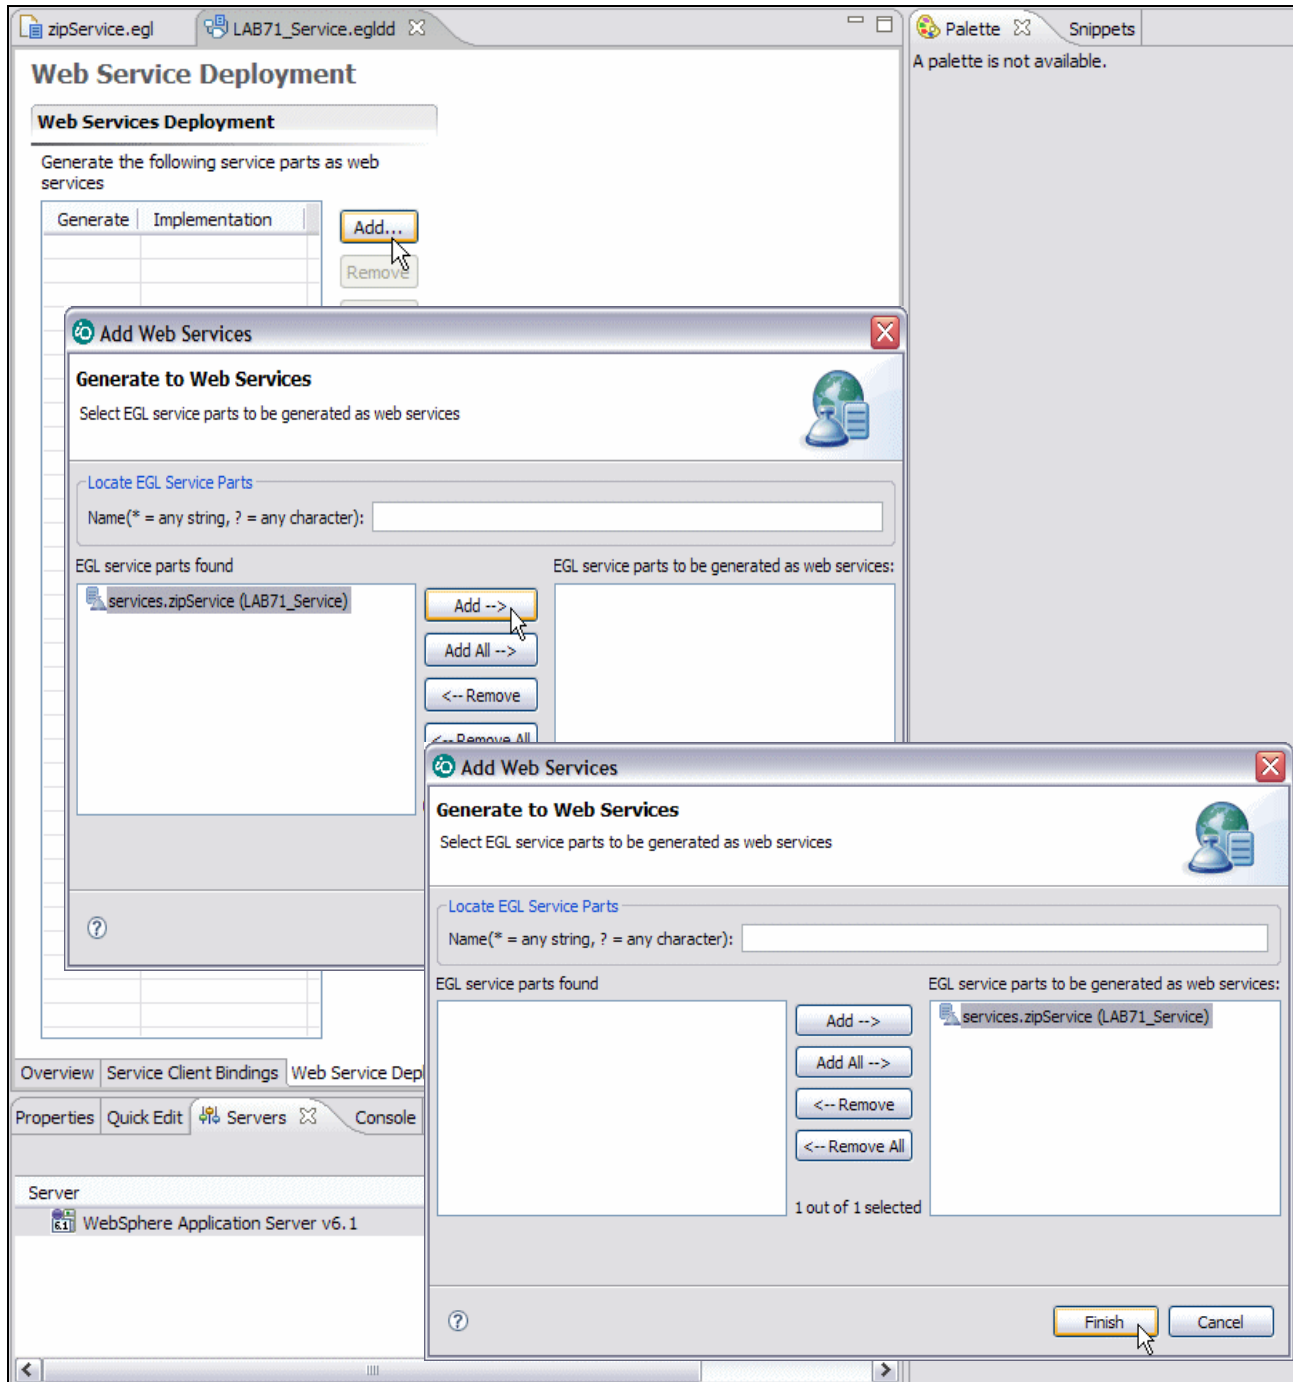 zipService.egl
LAB71_Service.egldd
Palette
Snippets
A palette is not available.
Web Service Deployment
Web Services Deployment
Generate the following service parts as web
services
Generate Implementation
Add...
Remove
Add Web Services
Generate to Web Services
Select EGL service parts to be generated as web services
Locate EGL Service Parts
Name(* = any string, ? = any character):
EGL service parts found
EGL service parts to be generated as web services:
services.zipService (LAB71_Service)
Add -->
Add All -->
<-- Remove
<-- Remove All
Add Web Services
Generate to Web Services
Select EGL service parts to be generated as web services
Locate EGL Service Parts
Name(* = any string, ? = any character):
EGL service parts found
EGL service parts to be generated as web services:
services.zipService (LAB71_Service)
Add -->
Add All -->
<-- Remove
<-- Remove All
1 out of 1 selected
Finish
Cancel
Overview Service Client Bindings Web Service Depl
Properties Quick Edit Servers Console
Server
6.1 WebSphere Application Server v6.1